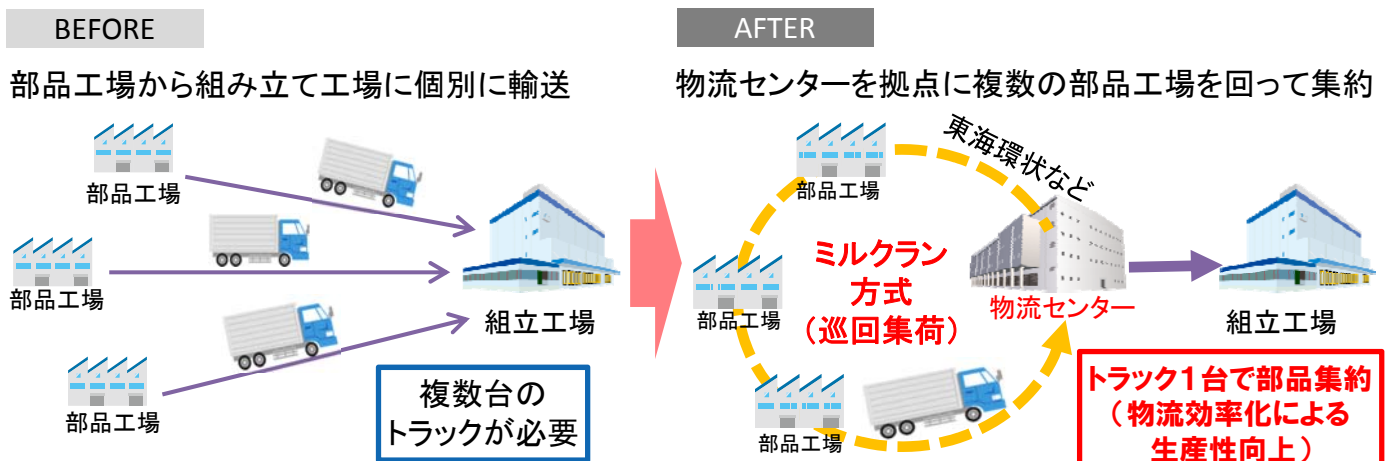 BEFORE
部品工場から組み立て工場に個別に輸送
部品工場
部品工場
部品工場
組立工場
複数台の
トラックが必要
AFTER
物流センターを拠点に複数の部品工場を回って集約
東海環状など
部品工場
部品工場
部品工場
ミルクラン
方式
（巡回集荷）
物流センター
組立工場
トラック１台で部品集約
（物流効率化による
生産性向上）